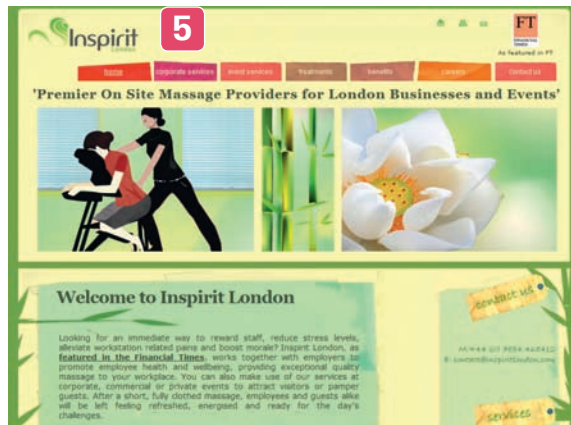 Inspirit
London
5
FT
FINANCIAL
TIMES
As featured in FT
home corporate services event services treatments benefits careers contact us
'Premier On Site Massage Providers for London Businesses and Events'
Welcome to Inspirit London
contact us
Looking for an immediate way to reward staff, reduce stress levels,
alleviate workstation related pains and boost morale? Inspirit London, as
featured in the Financial Times, works together with employers to
promote employee health and wellbeing, providing exceptional quality
massage to your workplace. You can also make use of our services at
corporate, commercial or private events to attract visitors or pamper
guests. After a short, fully clothed massage, employees and guests alike
will be left feeling refreshed, energised and ready for the day's
challenges.
services